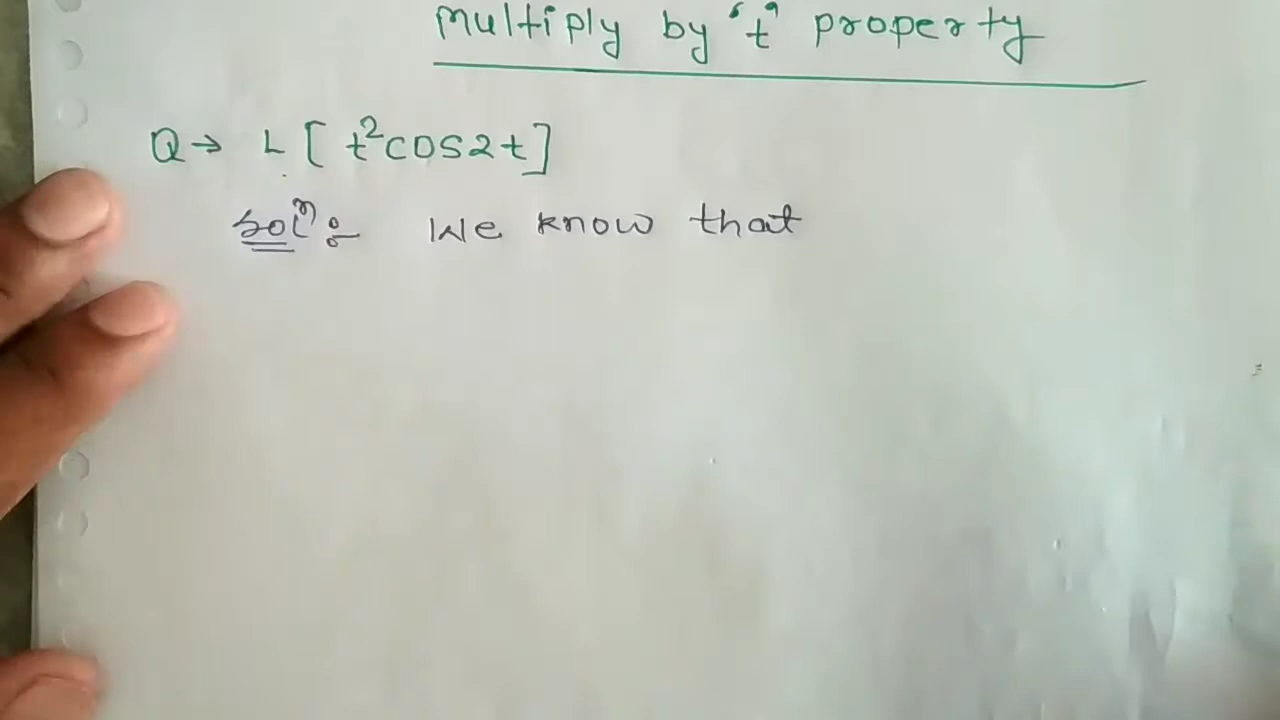 Multiply by 't' property
Q→ L[t²cos2t]
Solⁿ:- We know that